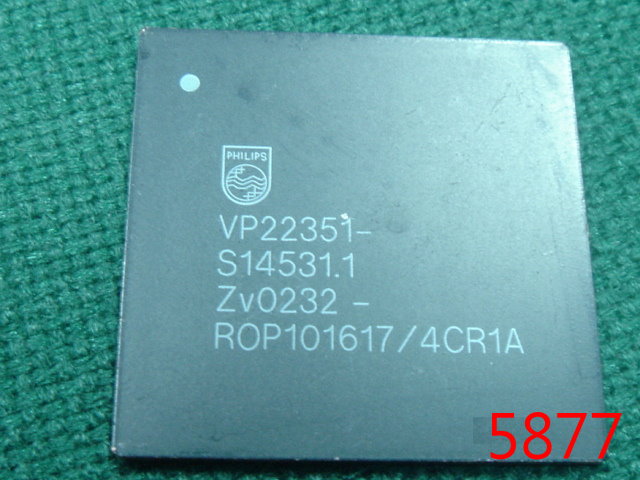 PHILIPS
VP22351-
S14531.1
Zv0232 -
ROP101617/4CR1A
5877